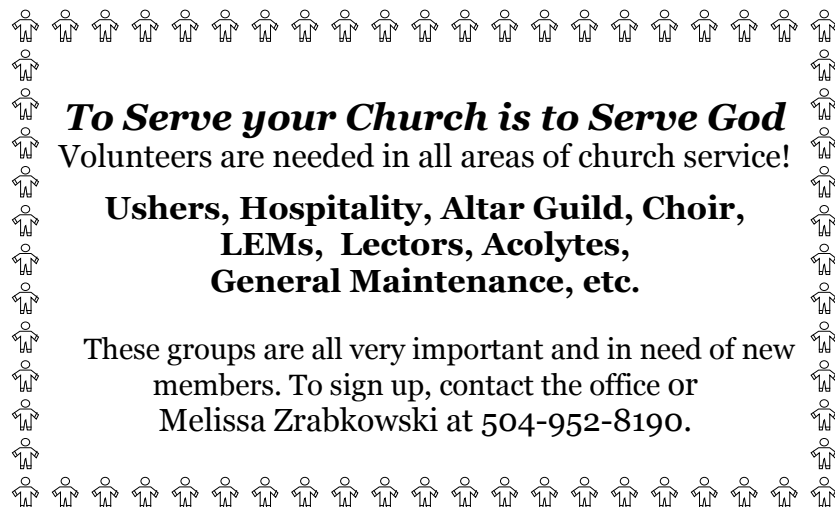 To Serve your Church is to Serve God
Volunteers are needed in all areas of church service!
Ushers, Hospitality, Altar Guild, Choir,
LEMs, Lectors, Acolytes,
General Maintenance, etc.
These groups are all very important and in need of new
members. To sign up, contact the office or
Melissa Zrabkowski at 504-952-8190.